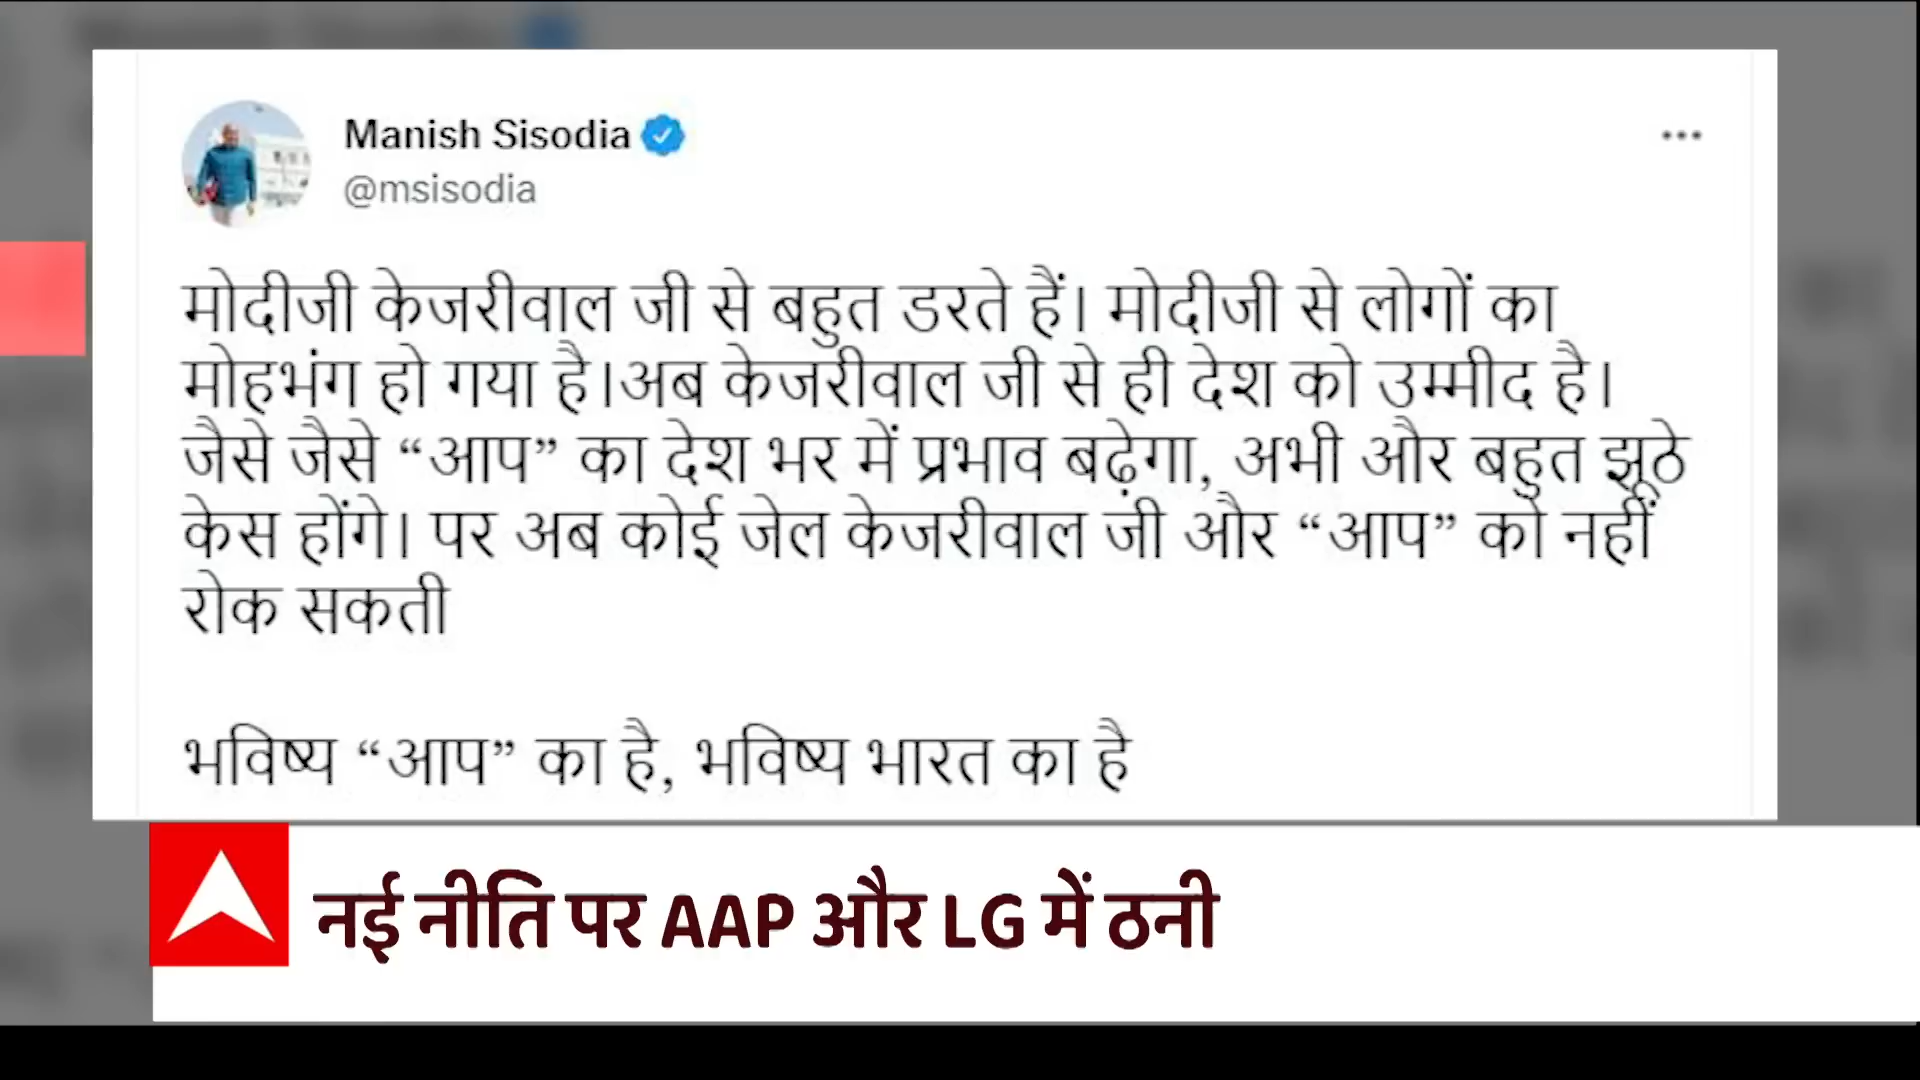 Manish Sisodia
@msisodia
मोदीजी केजरीवाल जी से बहुत डरते हैं। मोदीजी से लोगों का
मोहभंग हो गया है।अब केजरीवाल जी से ही देश को उम्मीद है।
जैसे जैसे “आप” का देश भर में प्रभाव बढ़ेगा, अभी और बहुत झूठे
केस होंगे। पर अब कोई जेल केजरीवाल जी और “आप” को नहीं
रोक सकती
भविष्य “आप” का है, भविष्य भारत का है
नई नीति पर AAP और LG में ठनी